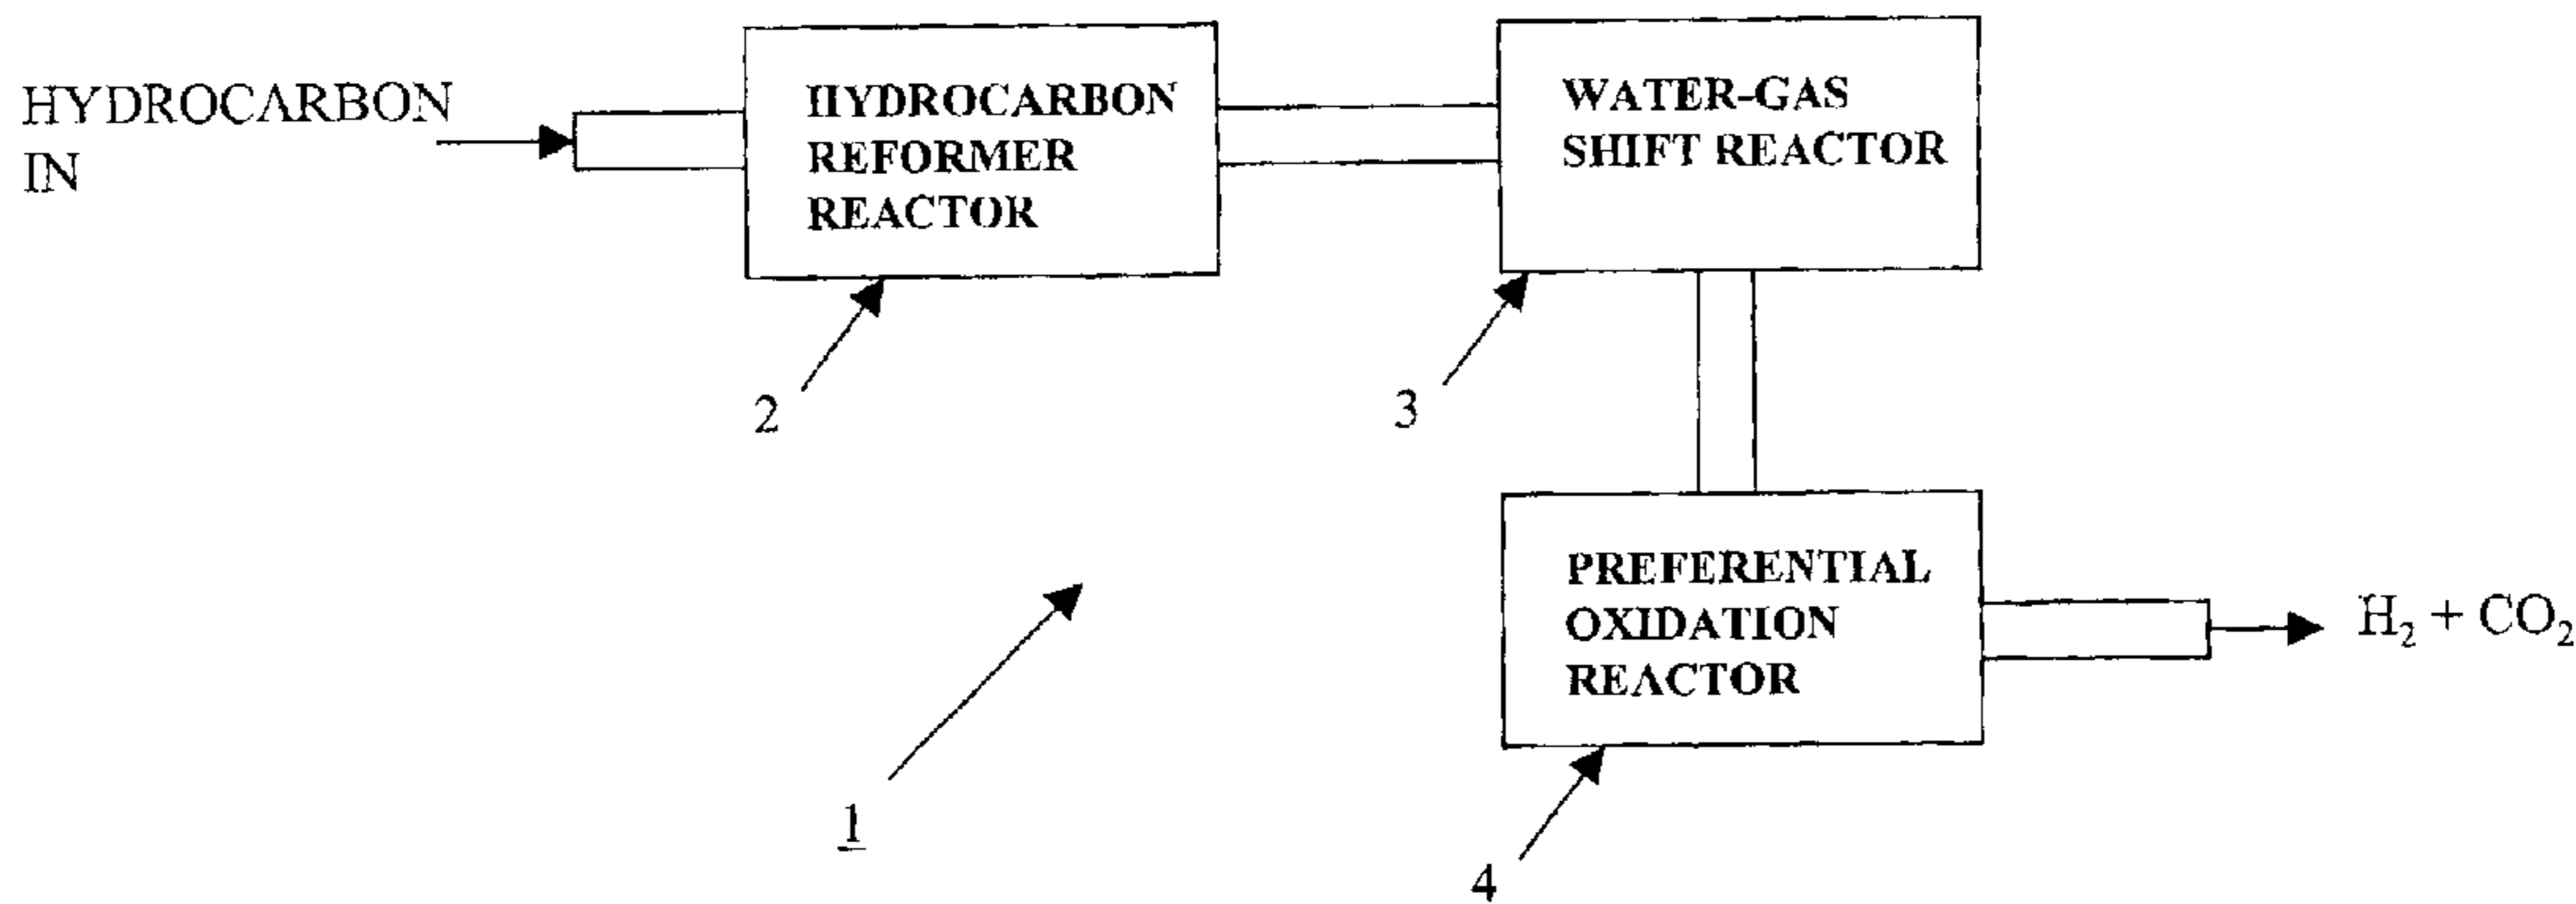 HYDROCARBON
IN
HYDROCARBON
REFORMER
REACTOR
WATER-GAS
SHIFT REACTOR
2
3
PREFERENTIAL
OXIDATION
REACTOR
H₂ + CO₂
1
4